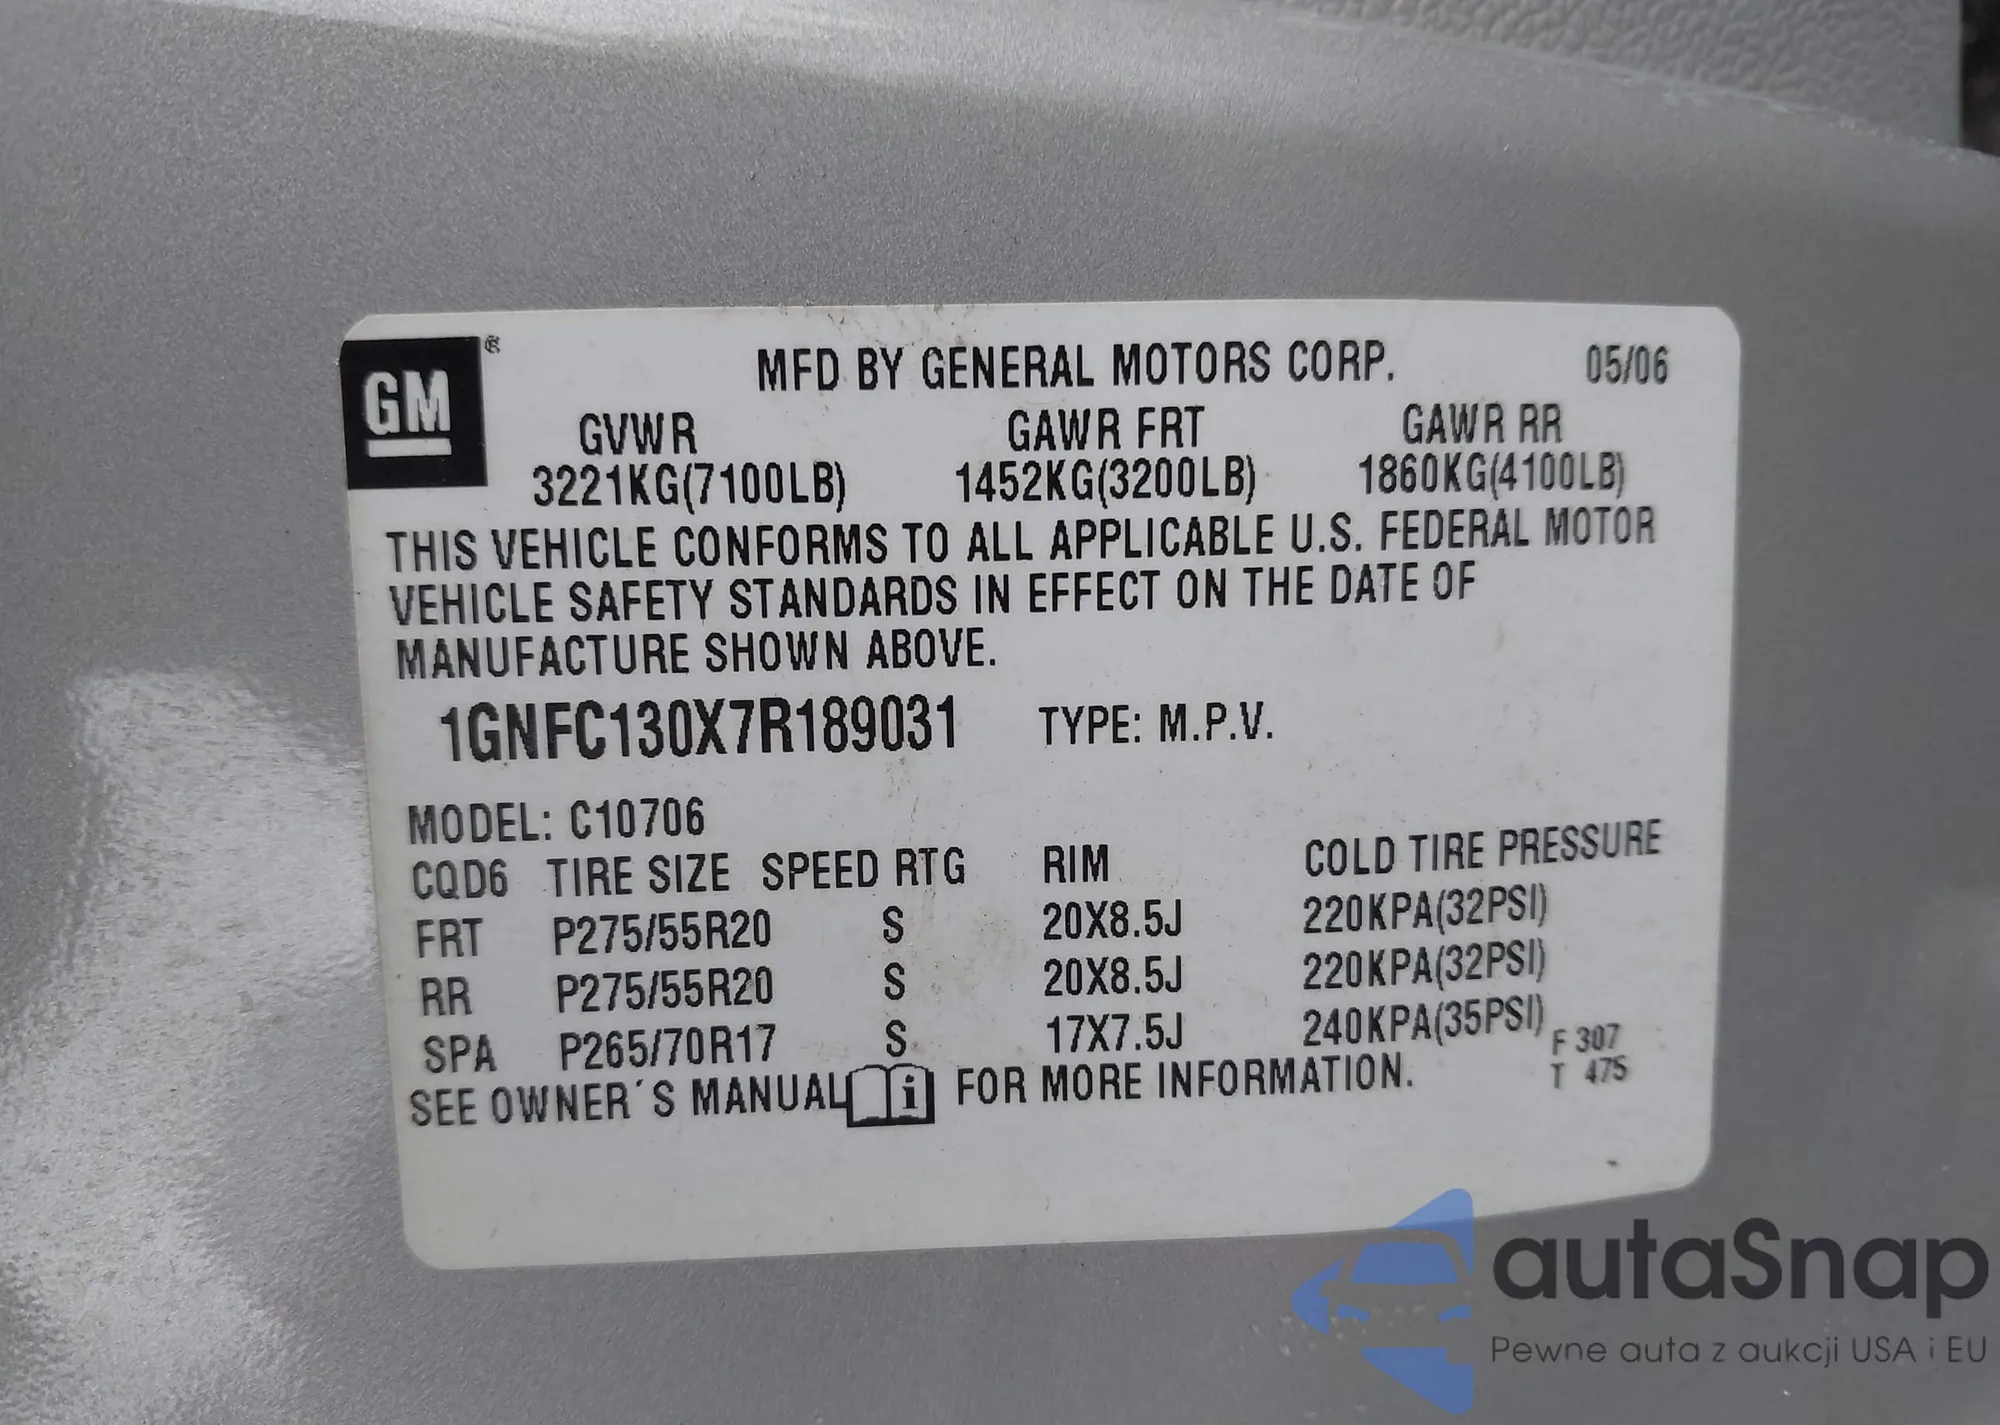 GM ®
MFD BY GENERAL MOTORS CORP. 05/06
GVWR GAWR FRT GAWR RR
3221KG(7100LB) 1452KG(3200LB) 1860KG(4100LB)
THIS VEHICLE CONFORMS TO ALL APPLICABLE U.S. FEDERAL MOTOR
VEHICLE SAFETY STANDARDS IN EFFECT ON THE DATE OF
MANUFACTURE SHOWN ABOVE.
1GNFC130X7R189031 TYPE: M.P.V.
MODEL: C10706
CQD6 TIRE SIZE SPEED RTG RIM COLD TIRE PRESSURE
FRT P275/55R20 S 20X8.5J 220KPA(32PSI)
RR P275/55R20 S 20X8.5J 220KPA(32PSI)
SPA P265/70R17 S 17X7.5J 240KPA(35PSI)
F 307
SEE OWNER´S MANUAL i FOR MORE INFORMATION.
T 475
autaSnap
Pewne auta z aukcji USA i EU